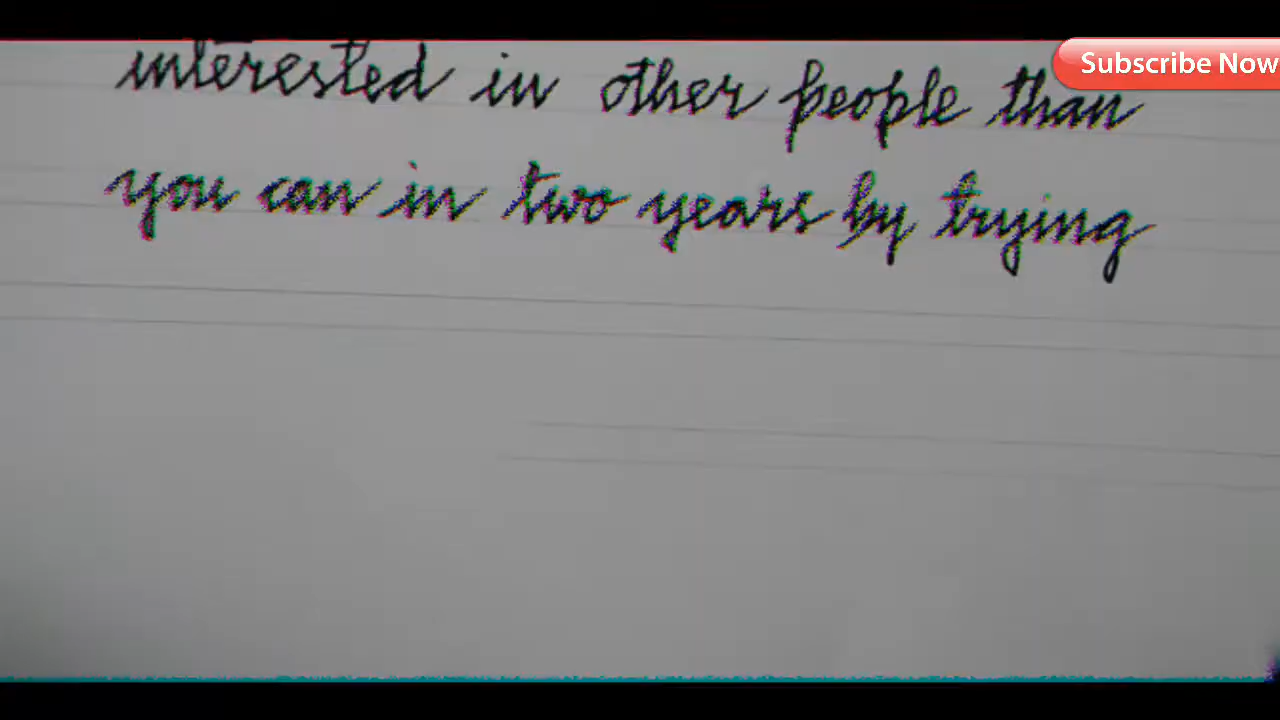 Subscribe Now
interested in other people than
you can in two years by trying